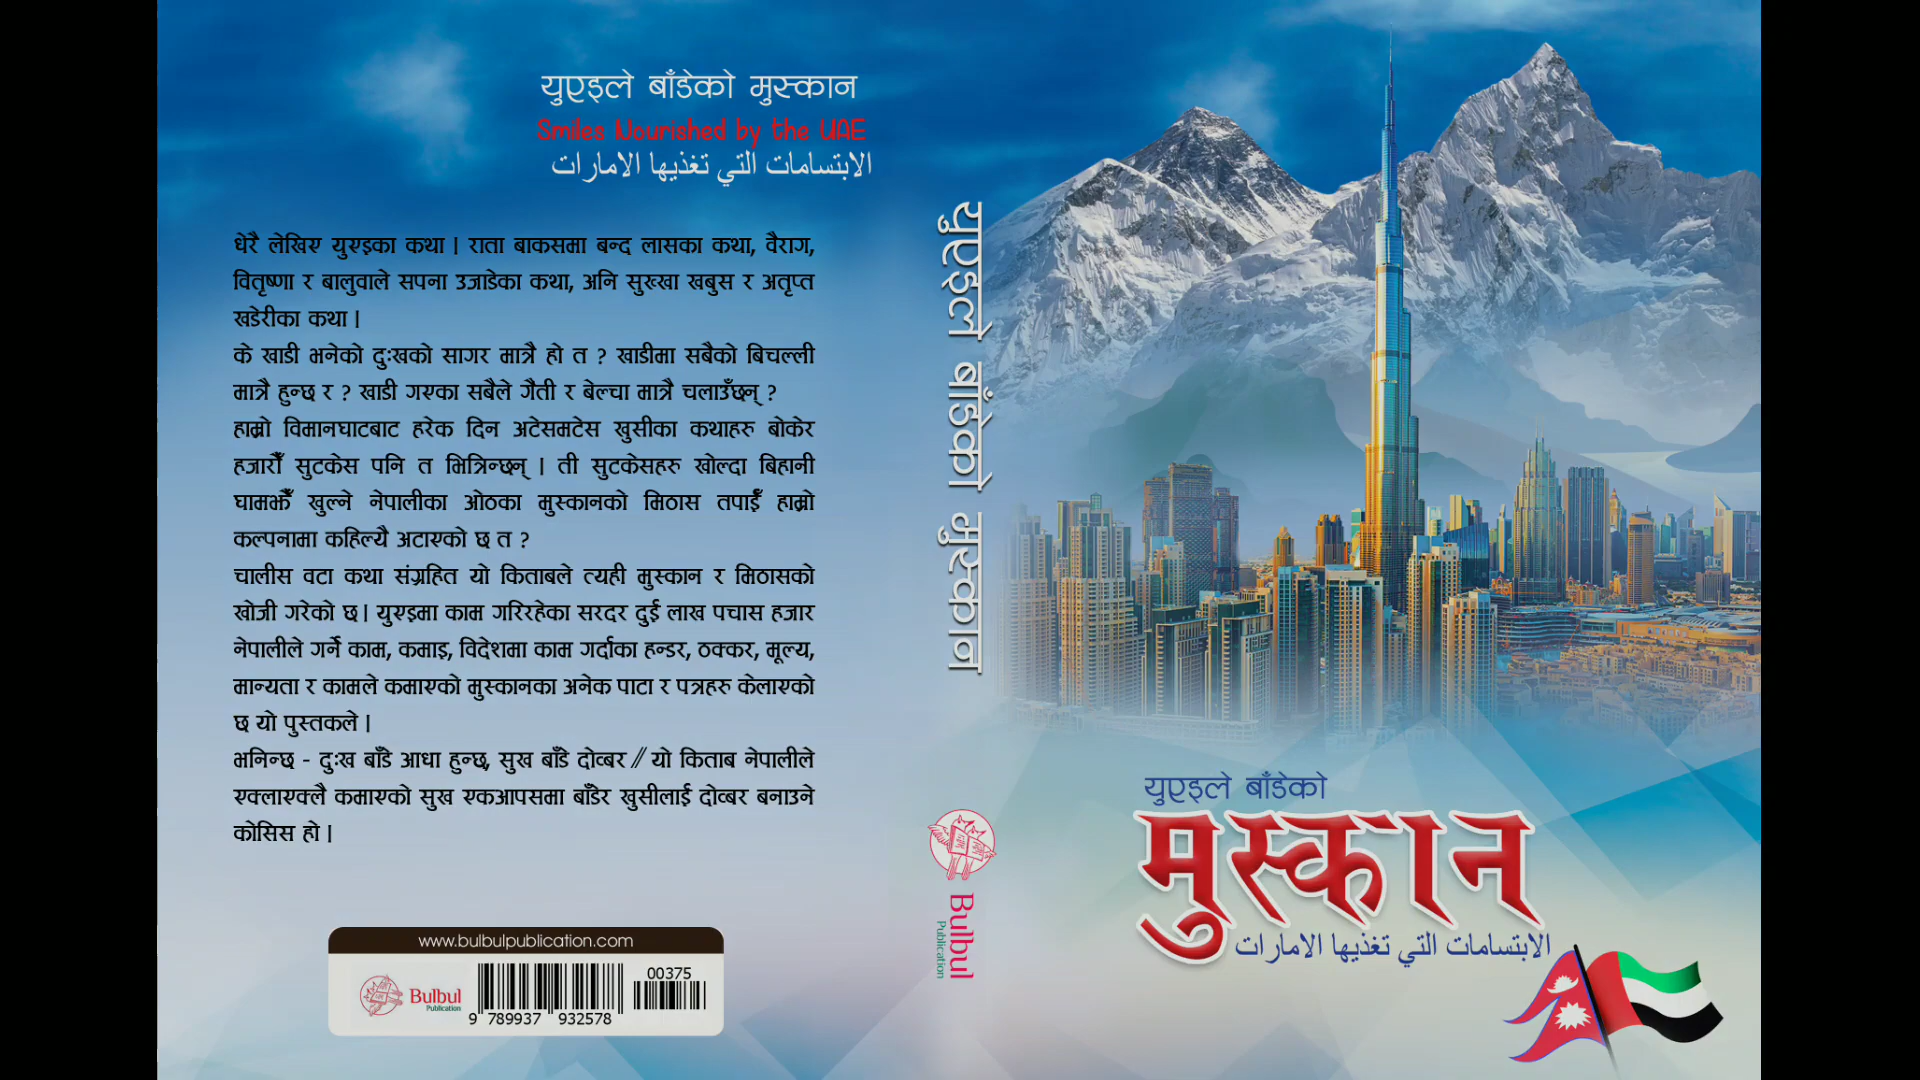 युएइले बाँडेको मुस्कान
Smiles Nourished by the UAE
الابتسامات التي تغذيها الامارات
धेरै लेखिए युएइका कथा । राता बाकसमा बन्द लासका कथा, वैराग,
वितृष्णा र बालुवाले सपना उजाडेका कथा, अनि सुख्खा खबुस र अतृप्त
खडेरीका कथा ।
के खाडी भनेको दुःखको सागर मात्रै हो त ? खाडीमा सबैको बिचल्ली
मात्रै हुन्छ र ? खाडी गएका सबैले गैंती र बेल्चा मात्रै चलाउँछन् ?
हाम्रो विमानघाटबाट हरेक दिन अटेसमटेस खुसीका कथाहरु बोकेर
हजारौँ सुटकेस पनि त भित्रिन्छन् । ती सुटकेसहरु खोल्दा बिहानी
घामझैँ खुल्ने नेपालीका ओठका मुस्कानको मिठास तपाईँ हाम्रो
कल्पनामा कहिल्यै अटाएको छ त ?
चालीस वटा कथा संग्रहित यो किताबले त्यही मुस्कान र मिठासको
खोजी गरेको छ । युएइमा काम गरिरहेका सरदर दुई लाख पचास हजार
नेपालीले गर्ने काम, कमाइ, विदेशमा काम गर्दाका हन्डर, ठक्कर, मूल्य,
मान्यता र कामले कमाएको मुस्कानका अनेक पाटा र पत्रहरु केलाएको
छ यो पुस्तकले ।
भनिन्छ - दुःख बाँडे आधा हुन्छ, सुख बाँडे दोब्बर // यो किताब नेपालीले
एक्लाएक्लै कमाएको सुख एकआपसमा बाँडेर खुसीलाई दोब्बर बनाउने
कोसिस हो ।
www.bulbulpublication.com
Bulbul
Publication
00375
9 789937 932578
युएइले बाँडेको मुस्कान
Bulbul
Publication
युएइले बाँडेको
मुस्कान
الابتسامات التي تغذيها الامارات